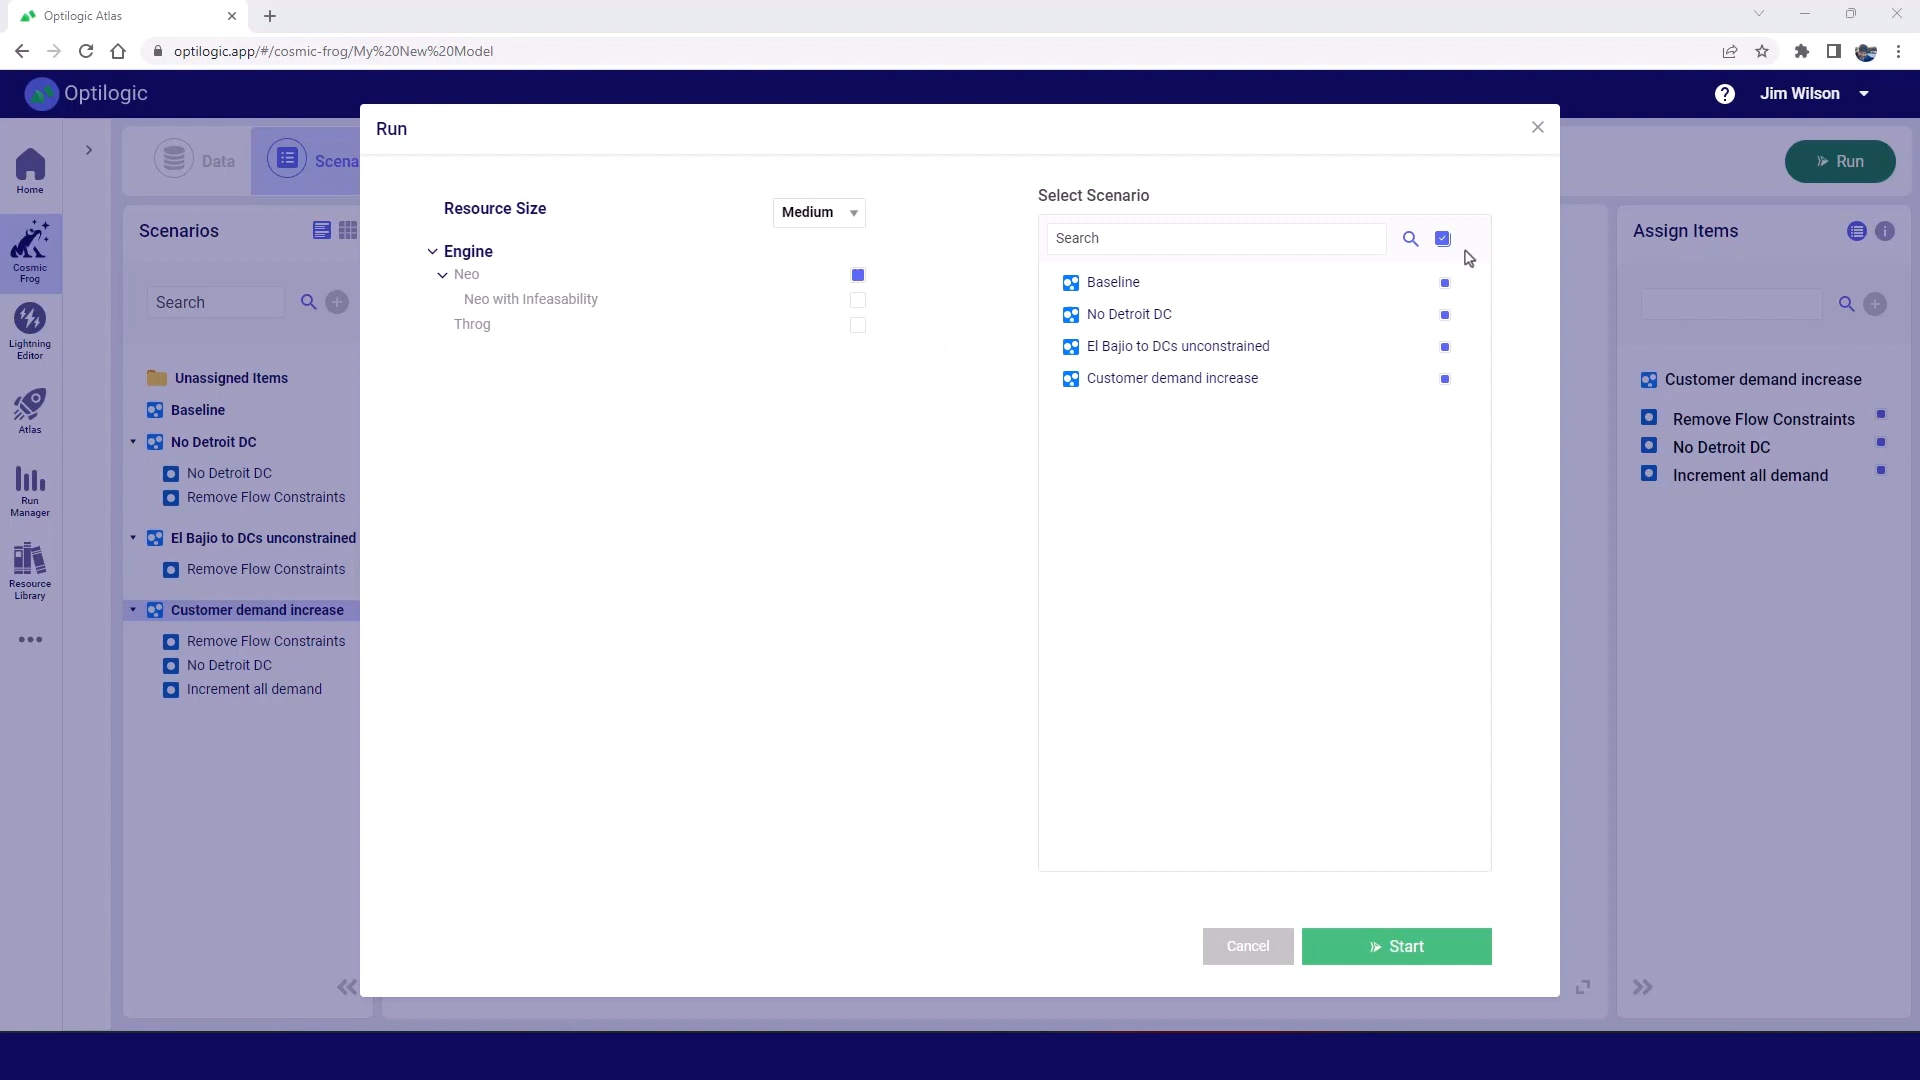 Optilogic Atlas
optilogic.app/#/cosmic-frog/My%20New%20Model
Optilogic
Jim Wilson
Home
Cosmic
Frog
Lightning
Editor
Atlas
Run
Manager
Resource
Library
Data
Scena
Run
Scenarios
Search
Unassigned Items
Baseline
No Detroit DC
No Detroit DC
Remove Flow Constraints
El Bajio to DCs unconstrained
Remove Flow Constraints
Customer demand increase
Remove Flow Constraints
No Detroit DC
Increment all demand
Run
Resource Size
Medium
Engine
Neo
Neo with Infeasability
Throg
Select Scenario
Search
Baseline
No Detroit DC
El Bajio to DCs unconstrained
Customer demand increase
Cancel
Start
Assign Items
Customer demand increase
Remove Flow Constraints
No Detroit DC
Increment all demand